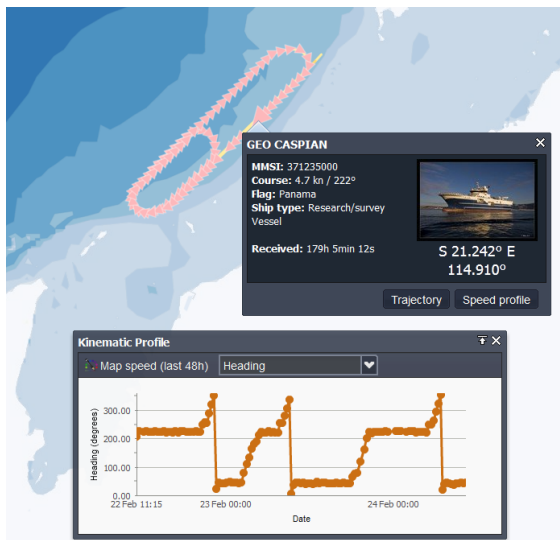 GEO CASPIAN
MMSI: 371235000
Course: 4.7 kn / 222°
Flag: Panama
Ship type: Research/survey
Vessel
Received: 179h 5min 12s
S 21.242° E
114.910°
Trajectory
Speed profile
Kinematic Profile
Map speed (last 48h)
Heading
Heading (degrees)
300.00
200.00
100.00
0.00
22 Feb 11:15
23 Feb 00:00
24 Feb 00:00
Date